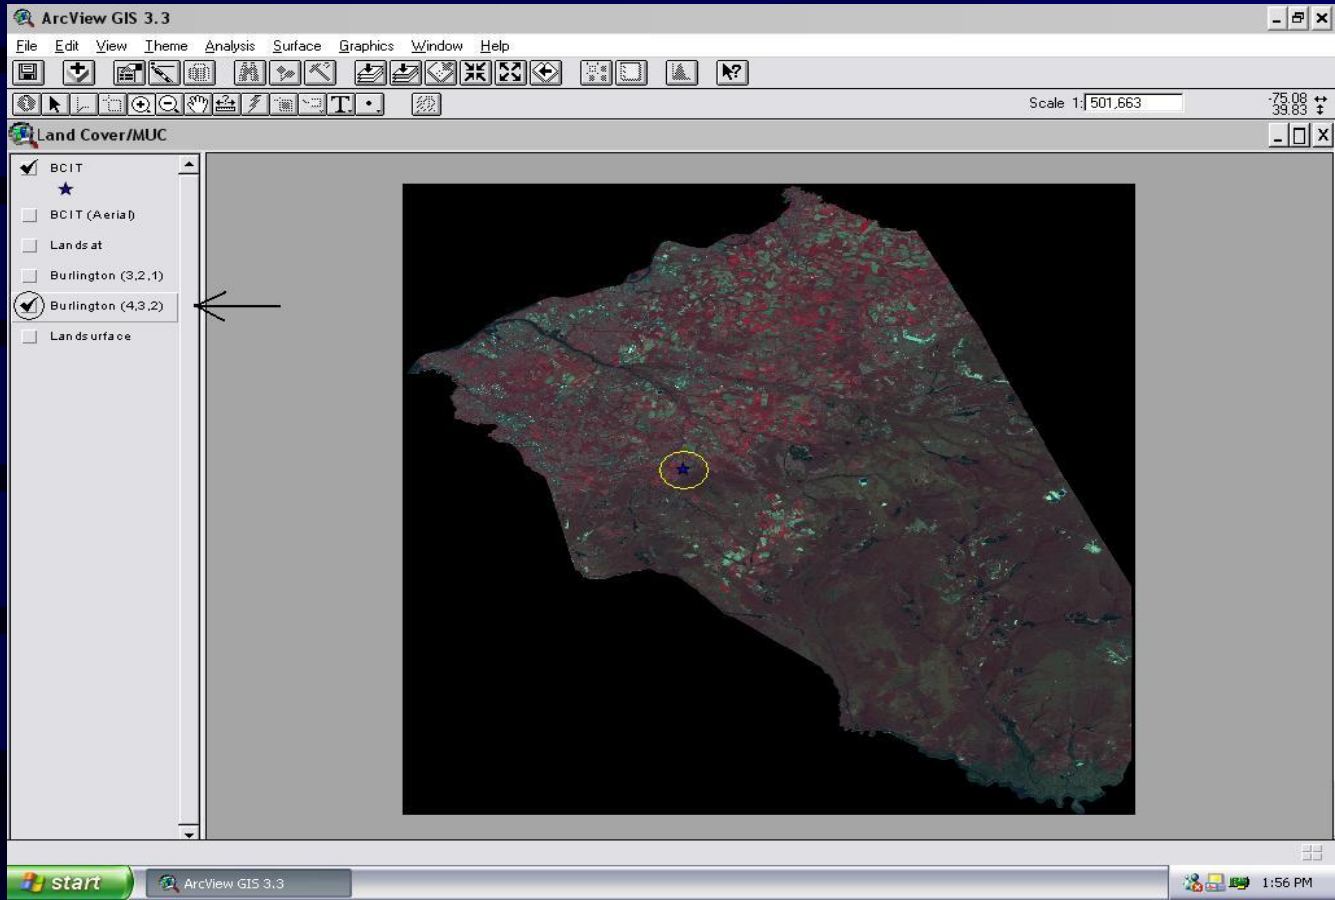 ArcView GIS 3.3
File Edit View Theme Analysis Surface Graphics Window Help
T
Scale 1: 501,663
-75.08
39.83
Land Cover/MUC
BCIT
BCIT (Aerial)
Landsat
Burlington (3,2,1)
Burlington (4,3,2)
Landsurface
start
ArcView GIS 3.3
1:56 PM